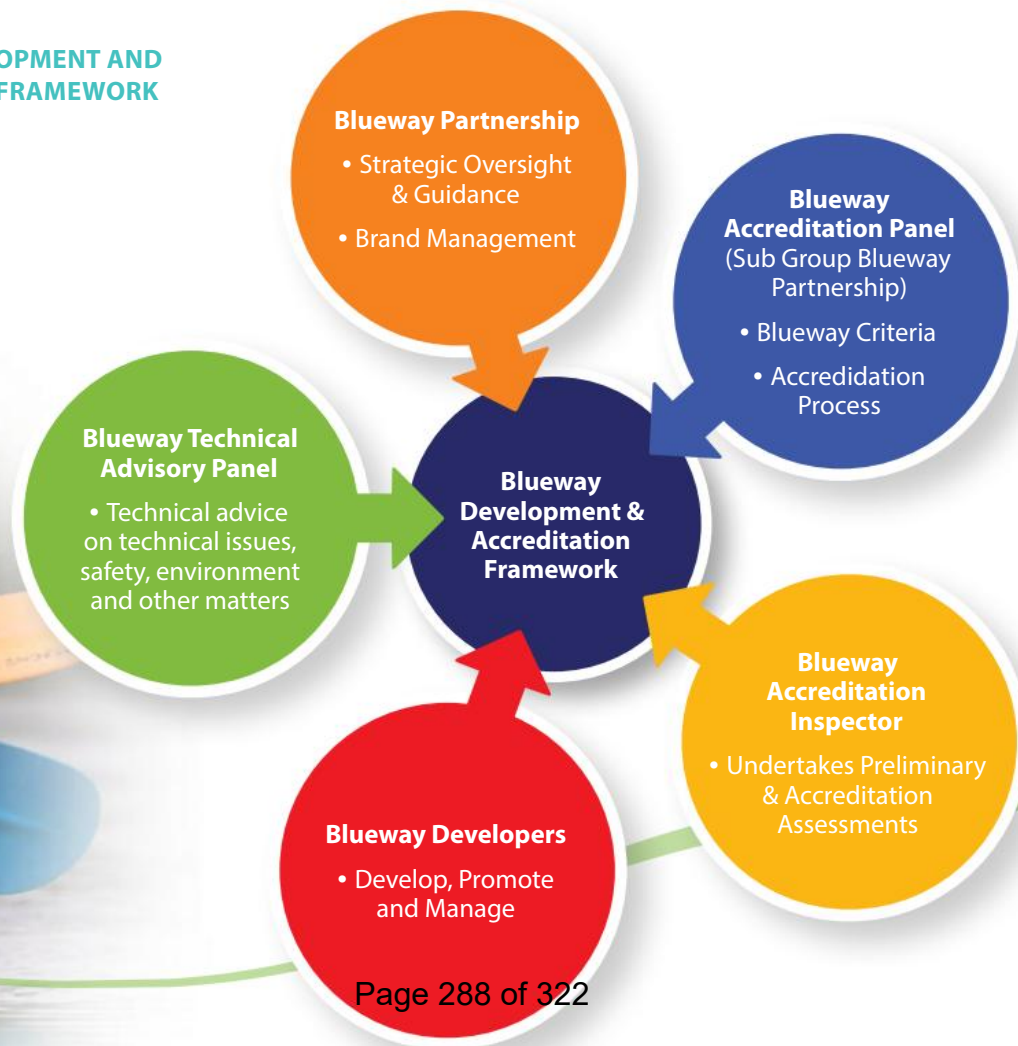 OPMENT AND
FRAMEWORK
Blueway Partnership
• Strategic Oversight
& Guidance
• Brand Management
Blueway
Accreditation Panel
(Sub Group Blueway
Partnership)
• Blueway Criteria
• Accredidation
Process
Blueway Technical
Advisory Panel
• Technical advice
on technical issues,
safety, environment
and other matters
Blueway
Development &
Accreditation
Framework
Blueway
Accreditation
Inspector
• Undertakes Preliminary
& Accreditation
Assessments
Blueway Developers
• Develop, Promote
and Manage
Page 288 of 322